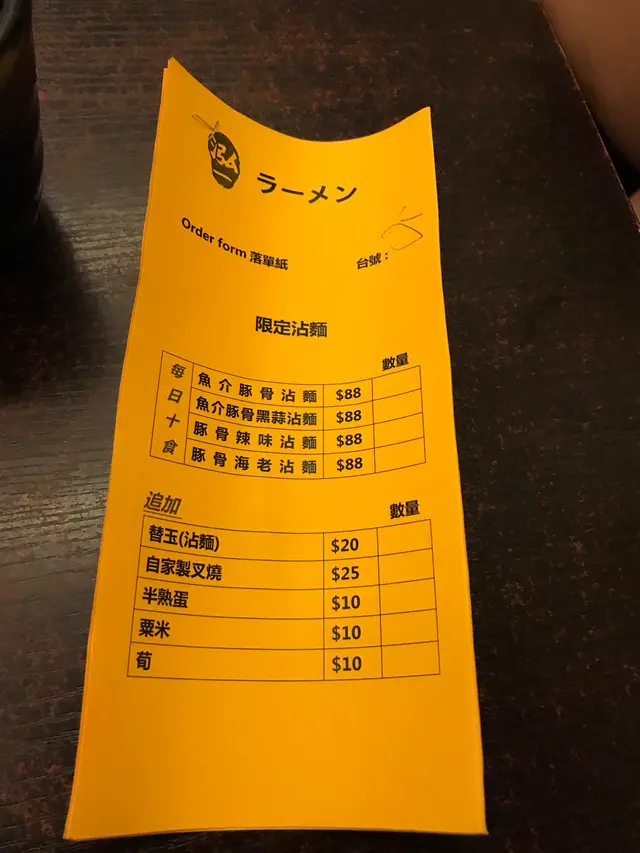 弘一
ラーメン
Order form 落單紙
台號：
限定沾麵
數量
每日十食
魚介豚骨沾麵 $88
魚介豚骨黑蒜沾麵 $88
豚骨辣味沾麵 $88
豚骨海老沾麵 $88
追加
數量
替玉(沾麵) $20
自家製叉燒 $25
半熟蛋 $10
粟米 $10
荀 $10